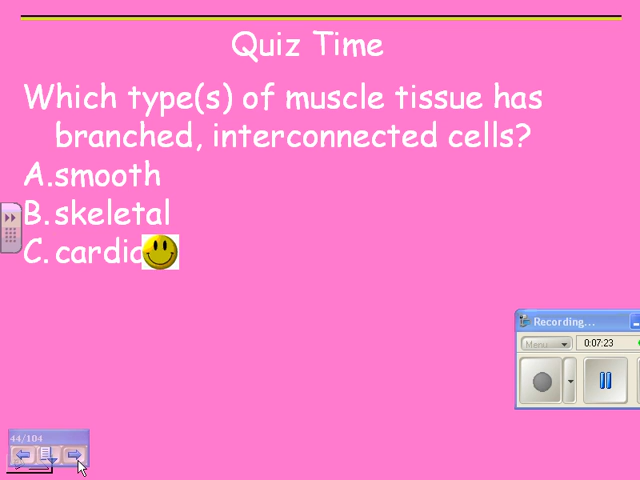 Quiz Time
Which type(s) of muscle tissue has
branched, interconnected cells?
A.smooth
B. skeletal
C. cardia
Recording...
Menu
0:07:23
44/104